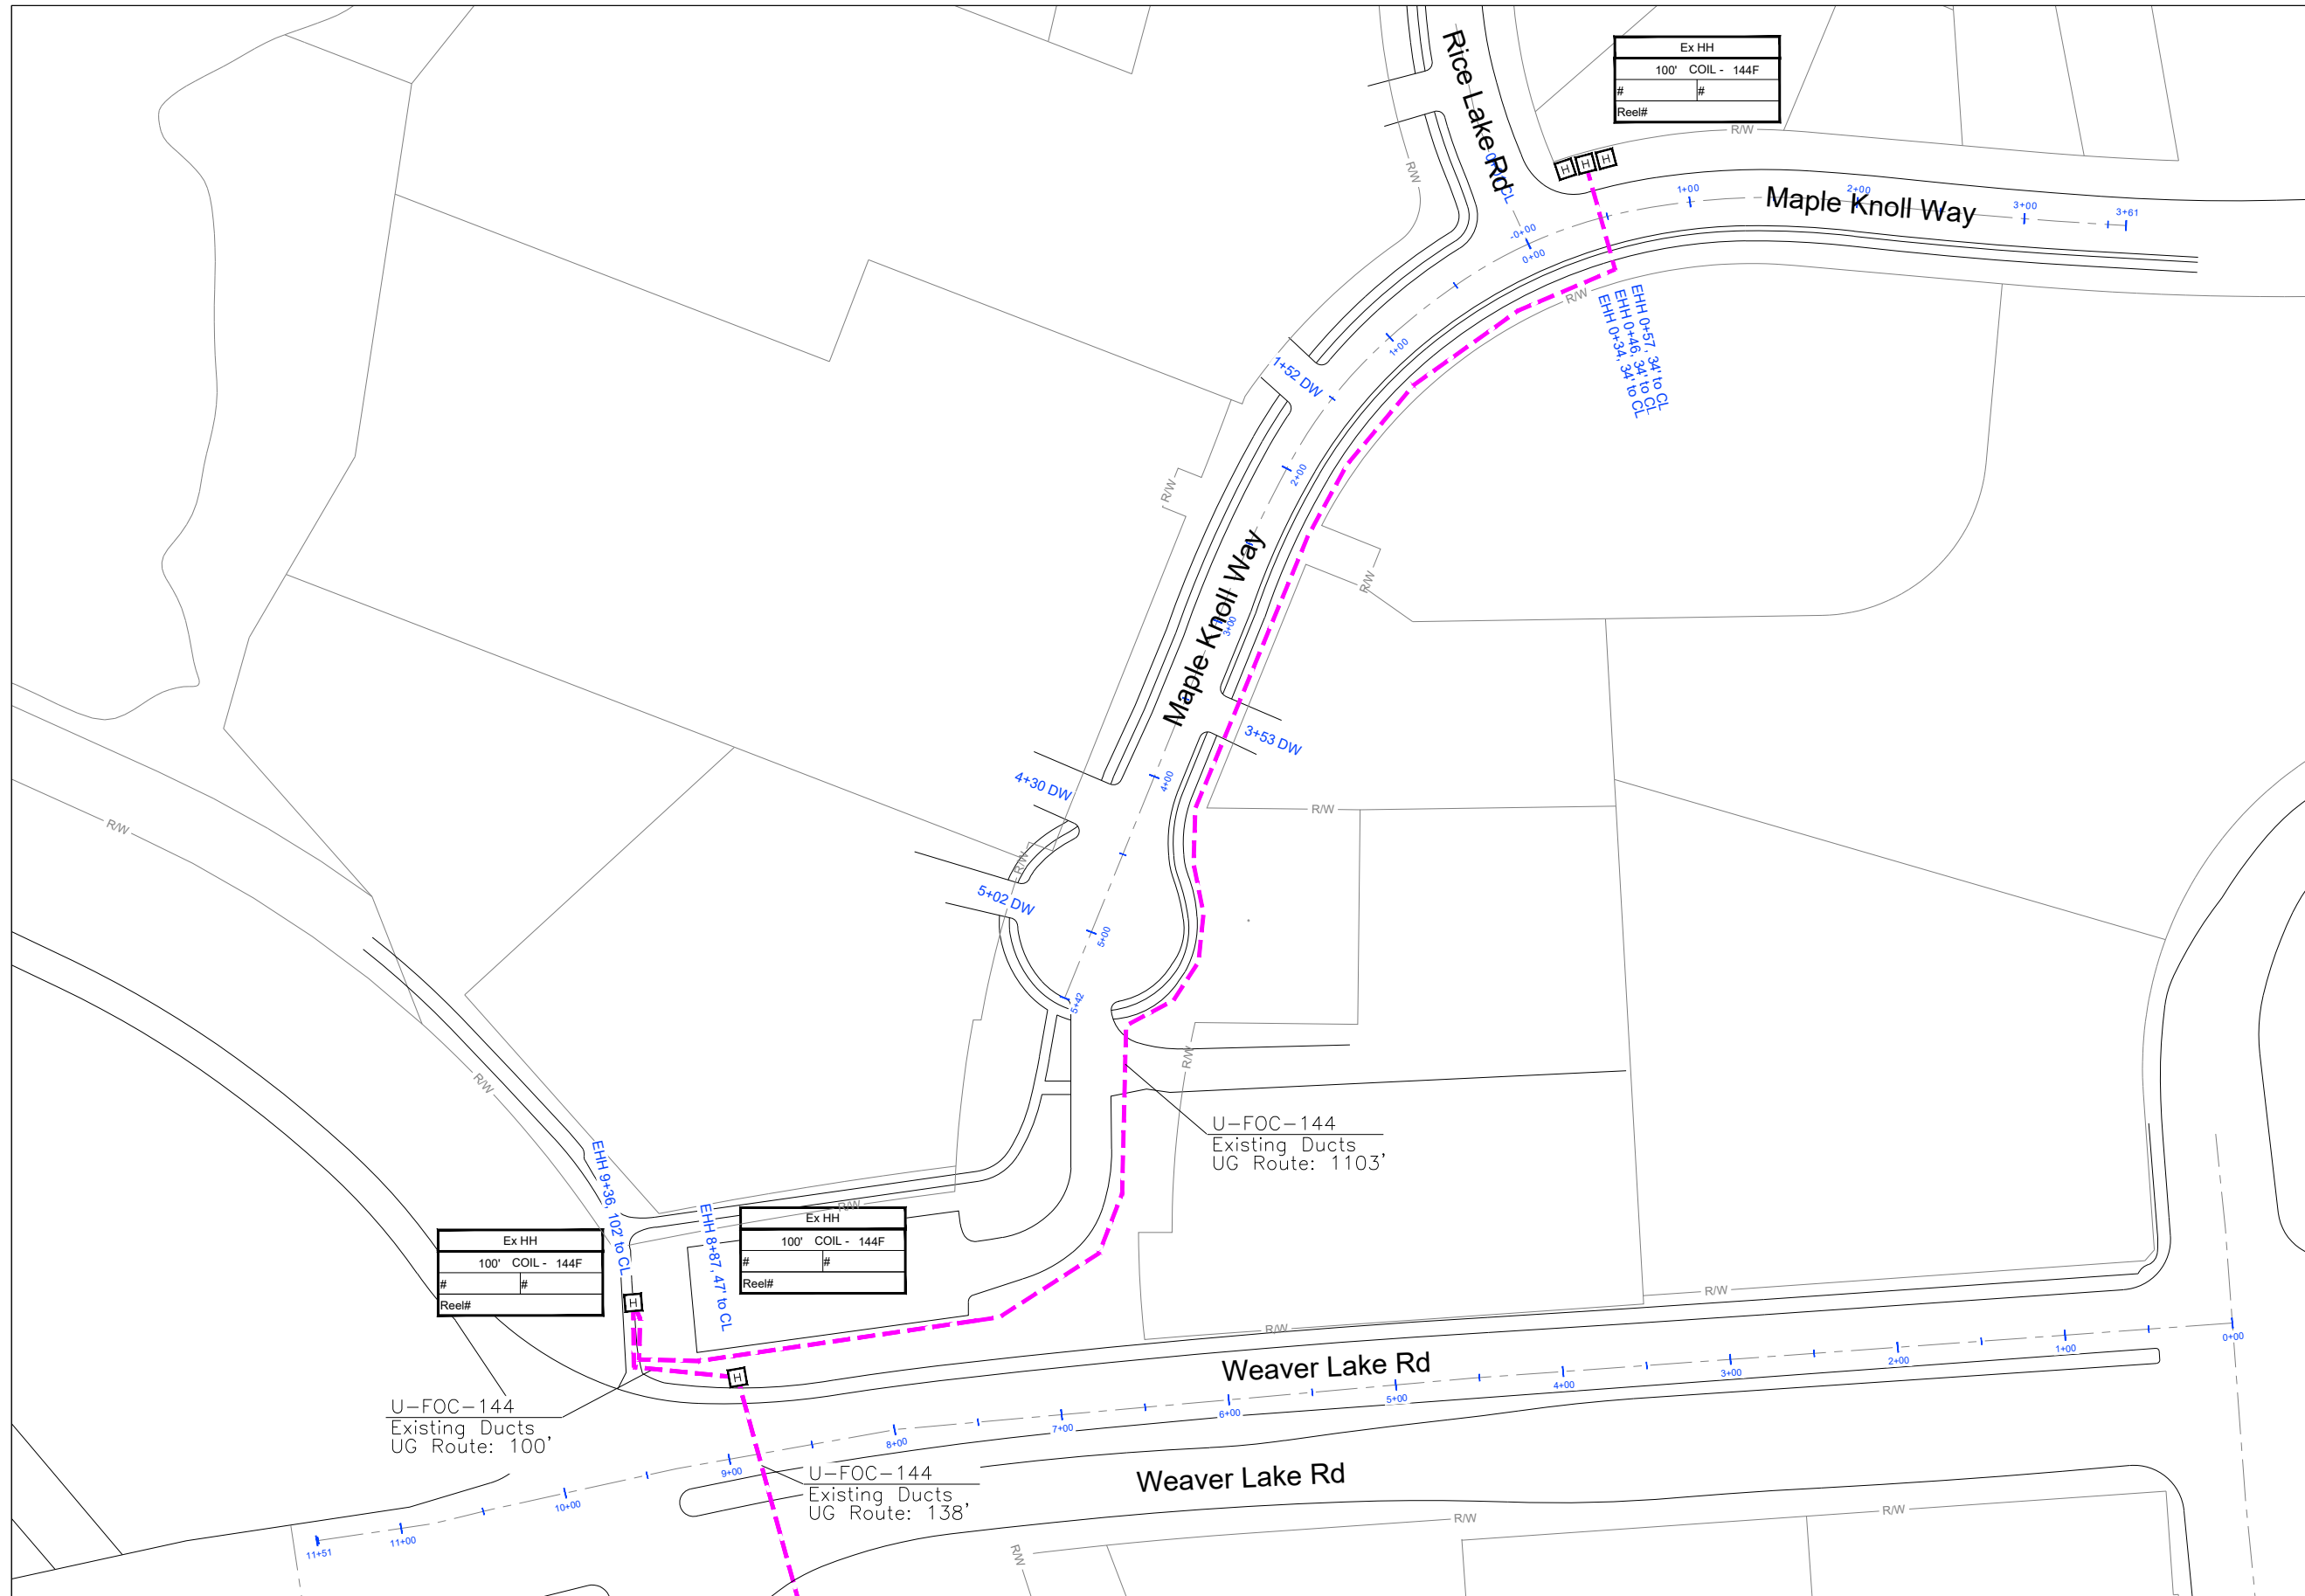 Rice Lake Rd
Ex HH
100' COIL - 144F
# #
Reel#
R/W
R/W
1+00
2+00
Maple Knoll Way
3+00
3+61
-0+00
0+00
R/W
EHH 0+57, 34' to CL
EHH 0+46, 34' to CL
EHH 0+34, 34' to CL
1+00
1+52 DW
2+00
R/W
Maple Knoll Way
R/W
3+00
3+53 DW
4+00
4+30 DW
R/W
R/W
R/W
5+02 DW
5+00
5+42
R/W
R/W
U-FOC-144
Existing Ducts
UG Route: 1103'
EHH 9+36, 102' to CL
EHH 8+87, 47' to CL
R/W
Ex HH
100' COIL - 144F
# #
Reel#
Ex HH
100' COIL - 144F
# #
Reel#
H
H
H
H
H
R/W
R/W
Weaver Lake Rd
0+00
1+00
2+00
3+00
4+00
5+00
6+00
7+00
8+00
9+00
10+00
11+00
11+51
U-FOC-144
Existing Ducts
UG Route: 100'
U-FOC-144
Existing Ducts
UG Route: 138'
Weaver Lake Rd
R/W
R/W
R/W